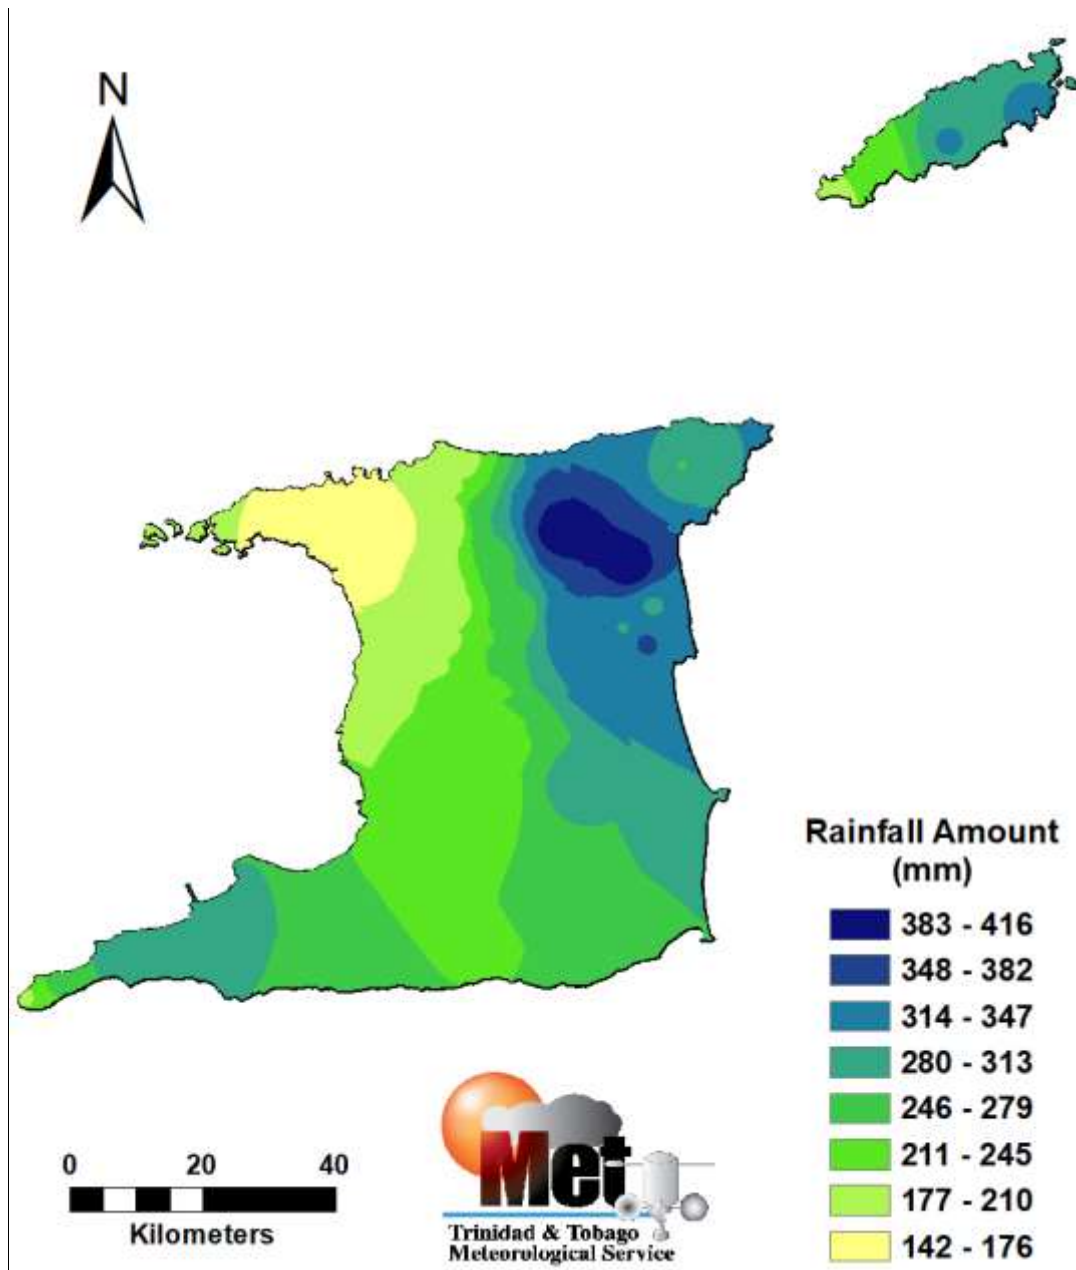 N
Rainfall Amount
(mm)
383 - 416
348 - 382
314 - 347
280 - 313
246 - 279
211 - 245
177 - 210
142 - 176
0 20 40
Kilometers
Met
Trinidad & Tobago
Meteorological Service